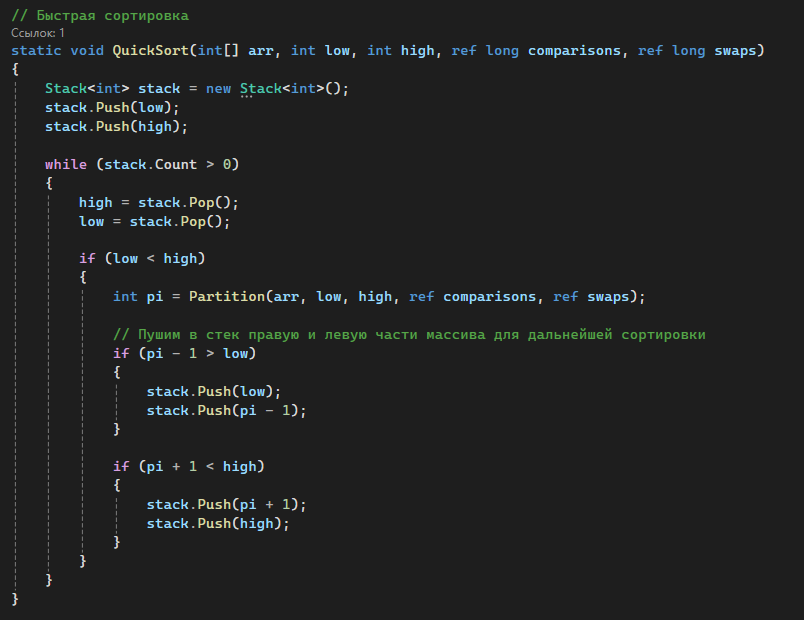 // Быстрая сортировка
Ссылок: 1
static void QuickSort(int[] arr, int low, int high, ref long comparisons, ref long swaps)
{
    Stack<int> stack = new Stack<int>();
    stack.Push(low);
    stack.Push(high);

    while (stack.Count > 0)
    {
        high = stack.Pop();
        low = stack.Pop();

        if (low < high)
        {
            int pi = Partition(arr, low, high, ref comparisons, ref swaps);

            // Пушим в стек правую и левую части массива для дальнейшей сортировки
            if (pi - 1 > low)
            {
                stack.Push(low);
                stack.Push(pi - 1);
            }

            if (pi + 1 < high)
            {
                stack.Push(pi + 1);
                stack.Push(high);
            }
        }
    }
}